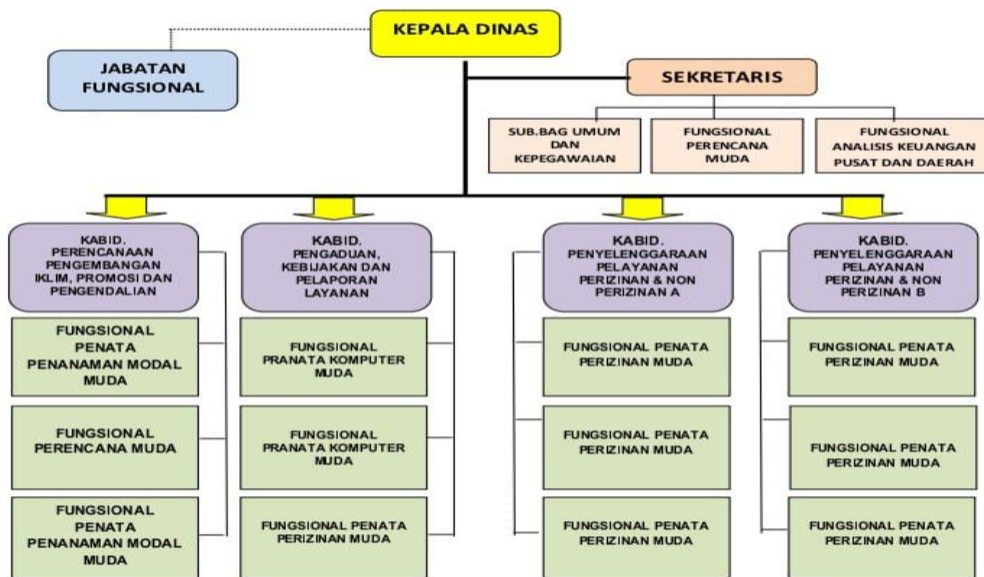 KEPALA DINAS
JABATAN
FUNGSIONAL
SEKRETARIS
SUB.BAG UMUM
DAN
KEPEGAWAIAN
FUNGSIONAL
PERENCANA
MUDA
FUNGSIONAL
ANALISIS KEUANGAN
PUSAT DAN DAERAH
KABID.
PERENCANAAN
PENGEMBANGAN
IKLIM, PROMOSI DAN
PENGENDALIAN
KABID.
PENGADUAN,
KEBIJAKAN DAN
PELAPORAN
LAYANAN
KABID.
PENYELENGGARAAN
PELAYANAN
PERIZINAN & NON
PERIZINAN A
KABID.
PENYELENGGARAAN
PELAYANAN
PERIZINAN & NON
PERIZINAN B
FUNGSIONAL
PENATA
PENANAMAN MODAL
MUDA
FUNGSIONAL
PRANATA KOMPUTER
MUDA
FUNGSIONAL PENATA
PERIZINAN MUDA
FUNGSIONAL PENATA
PERIZINAN MUDA
FUNGSIONAL
PERENCANA MUDA
FUNGSIONAL
PRANATA KOMPUTER
MUDA
FUNGSIONAL PENATA
PERIZINAN MUDA
FUNGSIONAL PENATA
PERIZINAN MUDA
FUNGSIONAL
PENATA
PENANAMAN MODAL
MUDA
FUNGSIONAL PENATA
PERIZINAN MUDA
FUNGSIONAL PENATA
PERIZINAN MUDA
FUNGSIONAL PENATA
PERIZINAN MUDA